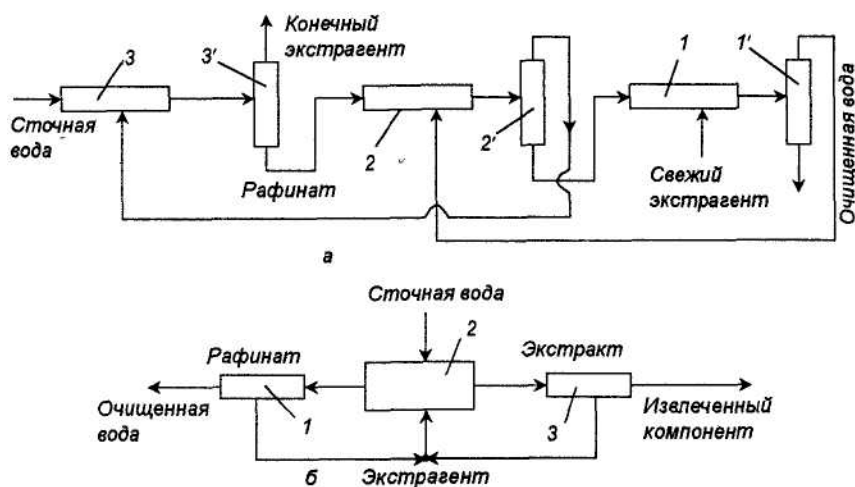 Конечный
экстрагент
3
3'
Сточная
вода
Рафинат
2
2'
1
1'
Свежий
экстрагент
Очищенная вода
а
Сточная вода
2
Рафинат
Экстракт
Очищенная
вода
1
3
Извлеченный
компонент
б
Экстрагент